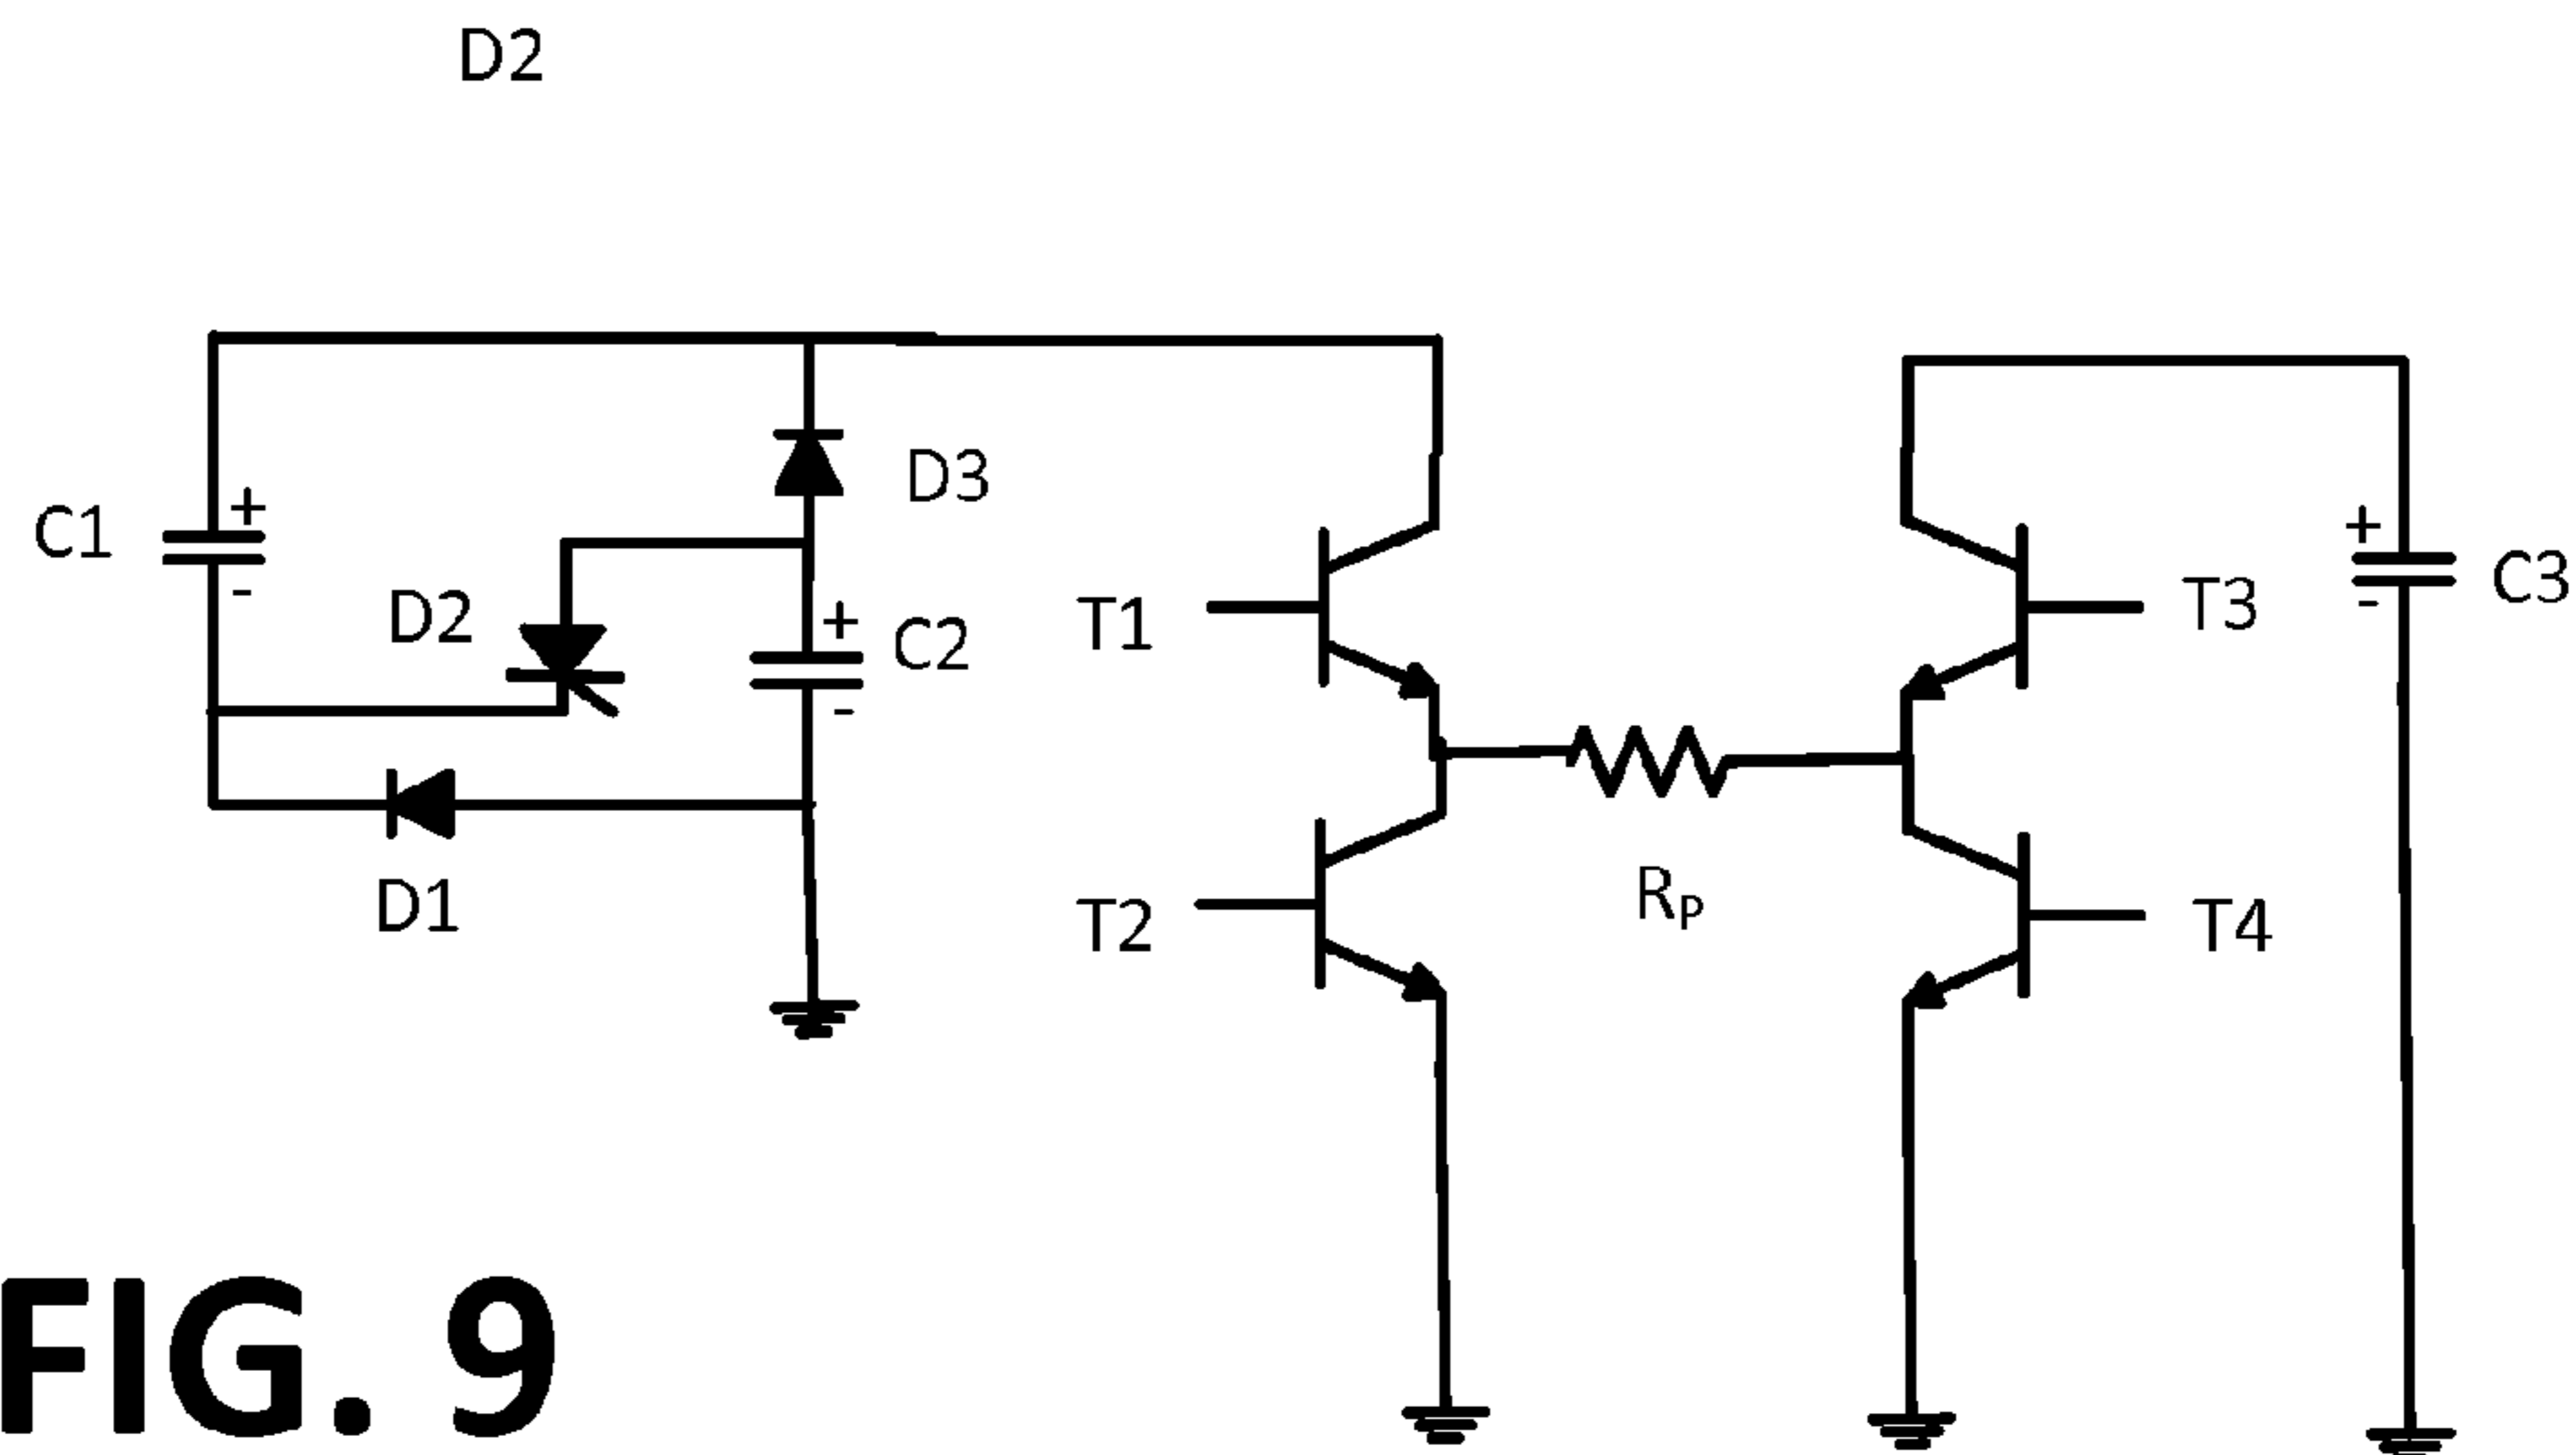 D2
C1
+
-
D2
D3
+
C2
-
D1
T1
T2
RP
T3
T4
+
-
C3
FIG. 9